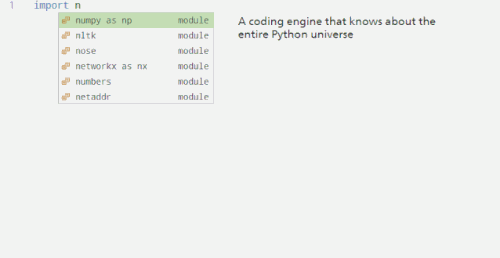 1 import n
numpy as np module
nltk module
nose module
networkx as nx module
numbers module
netaddr module
A coding engine that knows about the
entire Python universe